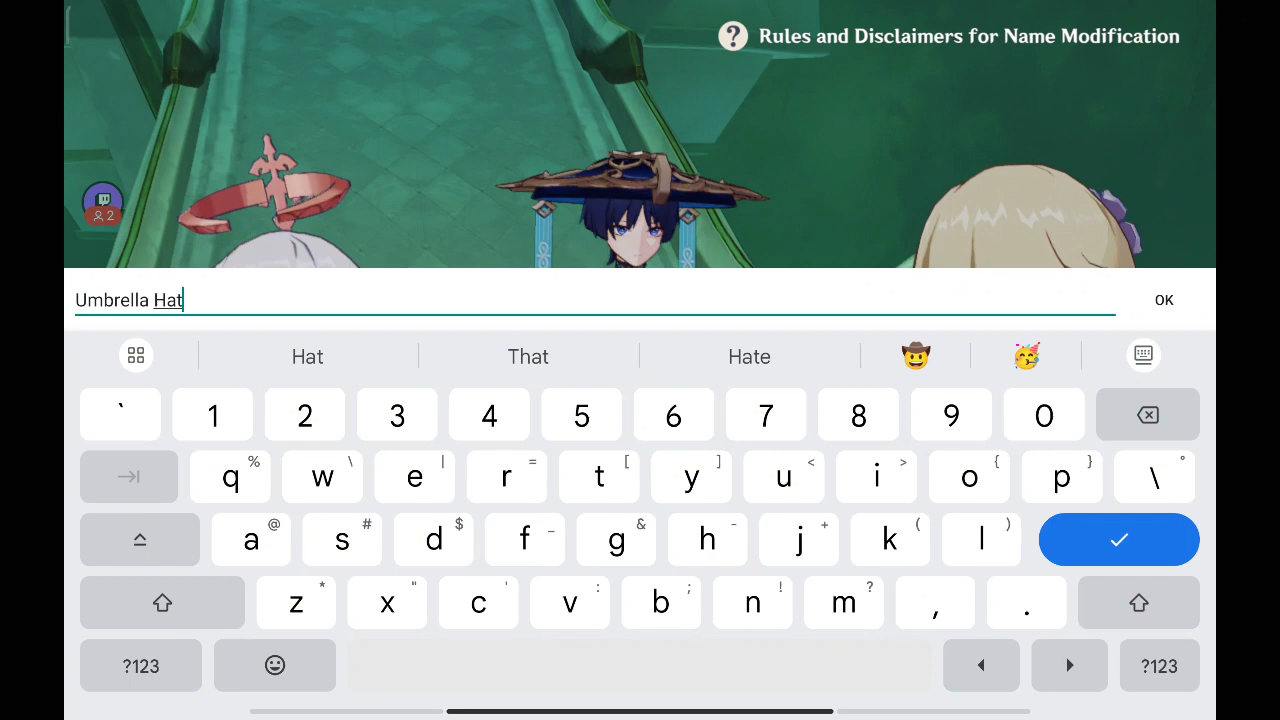 ? Rules and Disclaimers for Name Modification
2
Umbrella Hat OK
Hat That Hate
` 1 2 3 4 5 6 7 8 9 0
q % w \ e | r = t [ y ] u < i > o { p } \ °
a @ s # d $ f _ g & h - j + k ( l )
z * x " c ' v : b ; n ! m ? , .
?123 ?123